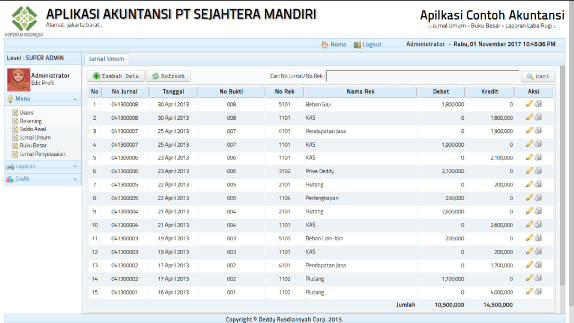 APLIKASI AKUNTANSI PT SEJAHTERA MANDIRI
Alamat : jakarta barat ,
KOPERASI INDONESIA
Apilkasi Contoh Akuntansi
.: Jurnal Umum - Buku Besar - Laporan Laba Rugi :.
Home Logout Administrator → Rabu, 01 November 2017 10:46:36 PM
Level : SUPER ADMIN
Administrator
Edit Profil
Menu
Users
Rekening
Saldo Awal
Jurnal Umum
Buku Besar
Jurnal Penyesuaian
Laporan
Grafik
Jurnal Umum
Tambah Data Refresh Cari No Jurnal/No.Rek : Cari
No No Jurnal Tanggal No Bukti No Rek Nama Rek Debet Kredit Aksi
1 041300008 30 April 2013 008 5101 Beban Gaji 1,800,000 0
2 041300008 30 April 2013 008 1101 KAS 0 1,800,000
3 041300007 25 April 2013 007 4101 Pendapatan Jasa 0 1,900,000
4 041300007 25 April 2013 007 1101 KAS 1,900,000 0
5 041300006 23 April 2013 006 1101 KAS 0 2,100,000
6 041300006 23 April 2013 006 3102 Prive Deddy 2,100,000 0
7 041300005 22 April 2013 005 2101 Hutang 0 200,000
8 041300005 22 April 2013 005 1104 Perlengkapan 200,000 0
9 041300004 21 April 2013 004 2101 Hutang 2,600,000 0
10 041300004 21 April 2013 004 1101 KAS 0 2,600,000
11 041300003 19 April 2013 003 5103 Beban Lain-lain 200,000 0
12 041300003 19 April 2013 003 1101 KAS 0 200,000
13 041300002 17 April 2013 002 4101 Pendapatan Jasa 0 1,700,000
14 041300002 17 April 2013 002 1102 Piutang 1,700,000 0
15 041300001 16 April 2013 001 1102 Piutang 0 4,000,000
Jumlah 10,500,000 14,500,000
Copyright © Deddy Rusdiansyah Corp. 2013.